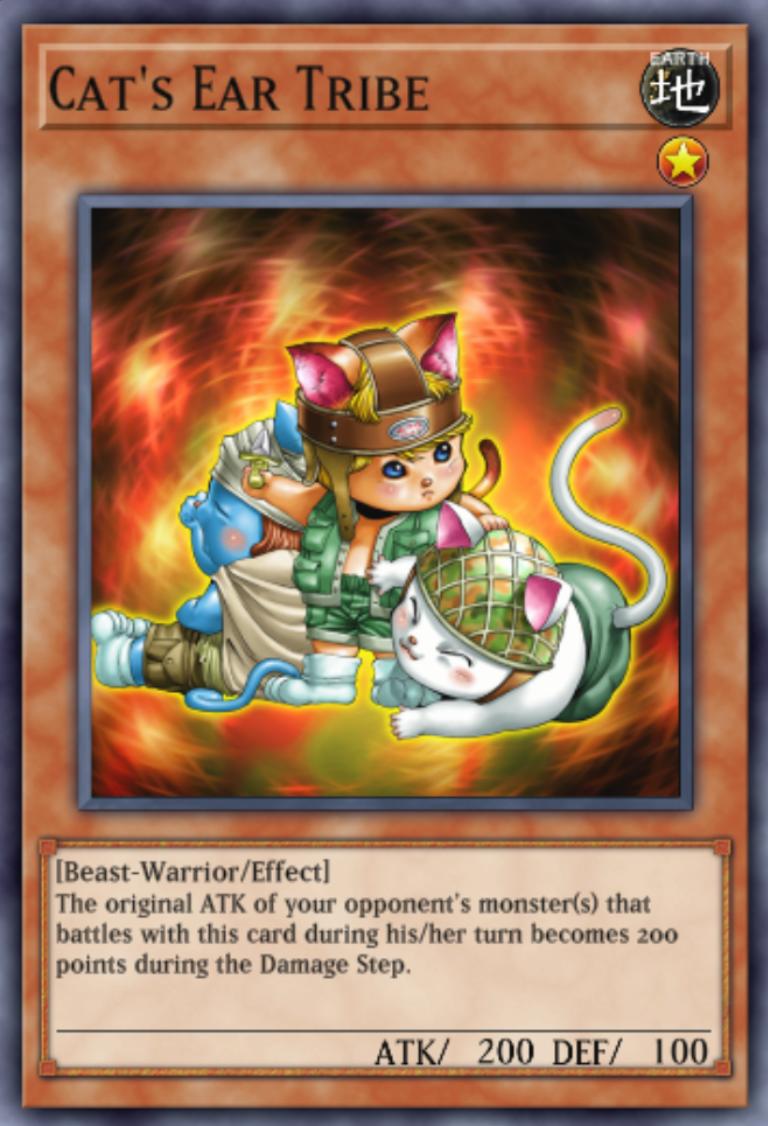 Cat's Ear Tribe
EARTH
地
[Beast-Warrior/Effect]
The original ATK of your opponent's monster(s) that
battles with this card during his/her turn becomes 200
points during the Damage Step.
ATK/ 200 DEF/ 100